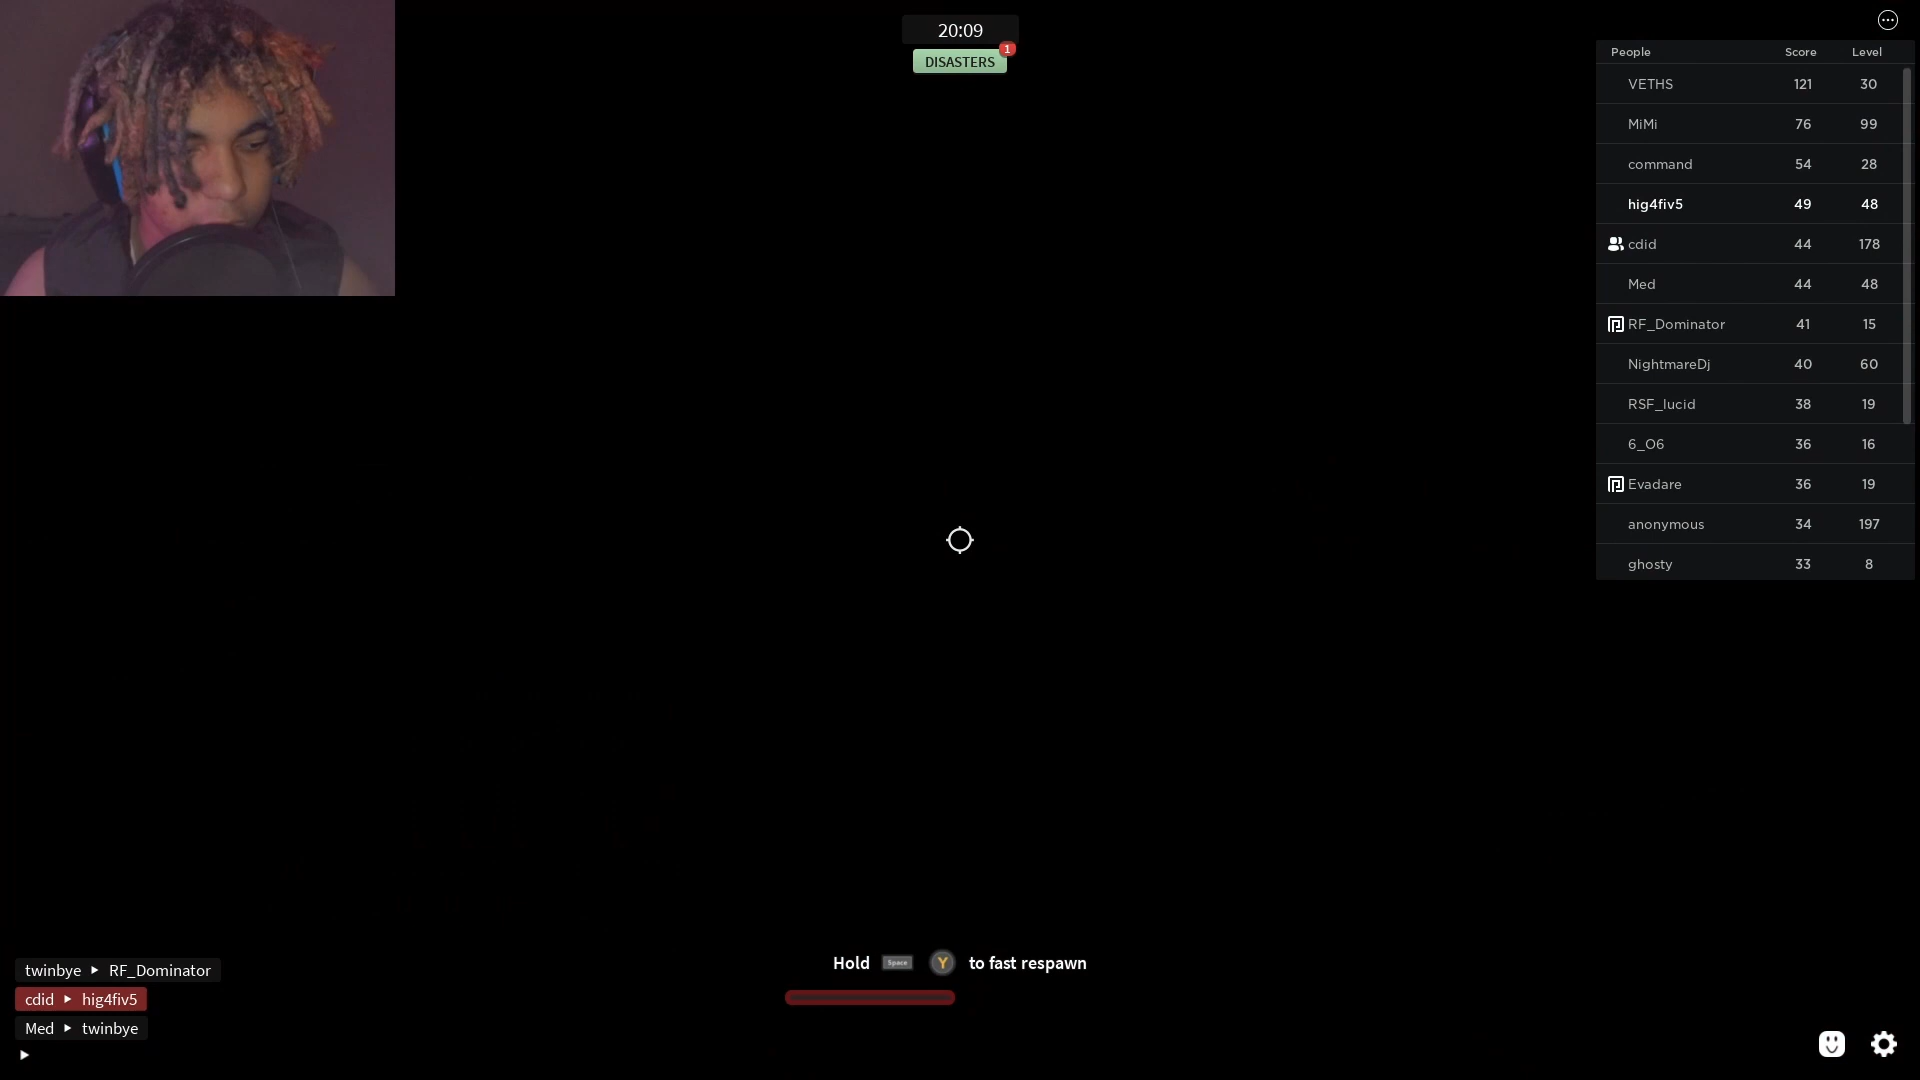 20:09
DISASTERS
1
People Score Level
VETHS 121 30
MiMi 76 99
command 54 28
hig4fiv5 49 48
cdid 44 178
Med 44 48
RF_Dominator 41 15
NightmareDj 40 60
RSF_lucid 38 19
6_O6 36 16
Evadare 36 19
anonymous 34 197
ghosty 33 8
Hold Space Y to fast respawn
twinbye ▶ RF_Dominator
cdid ▶ hig4fiv5
Med ▶ twinbye